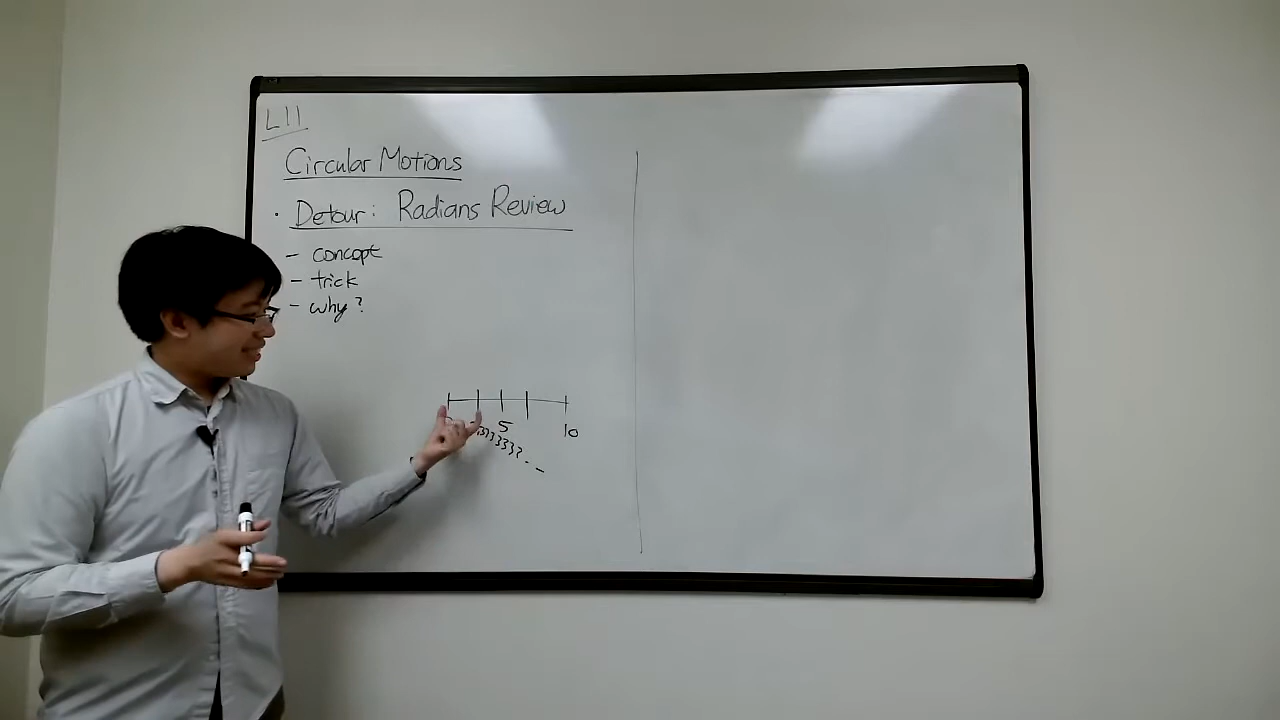 L11
Circular Motions
· Detour: Radians Review
- concept
- trick
- why?
5
10